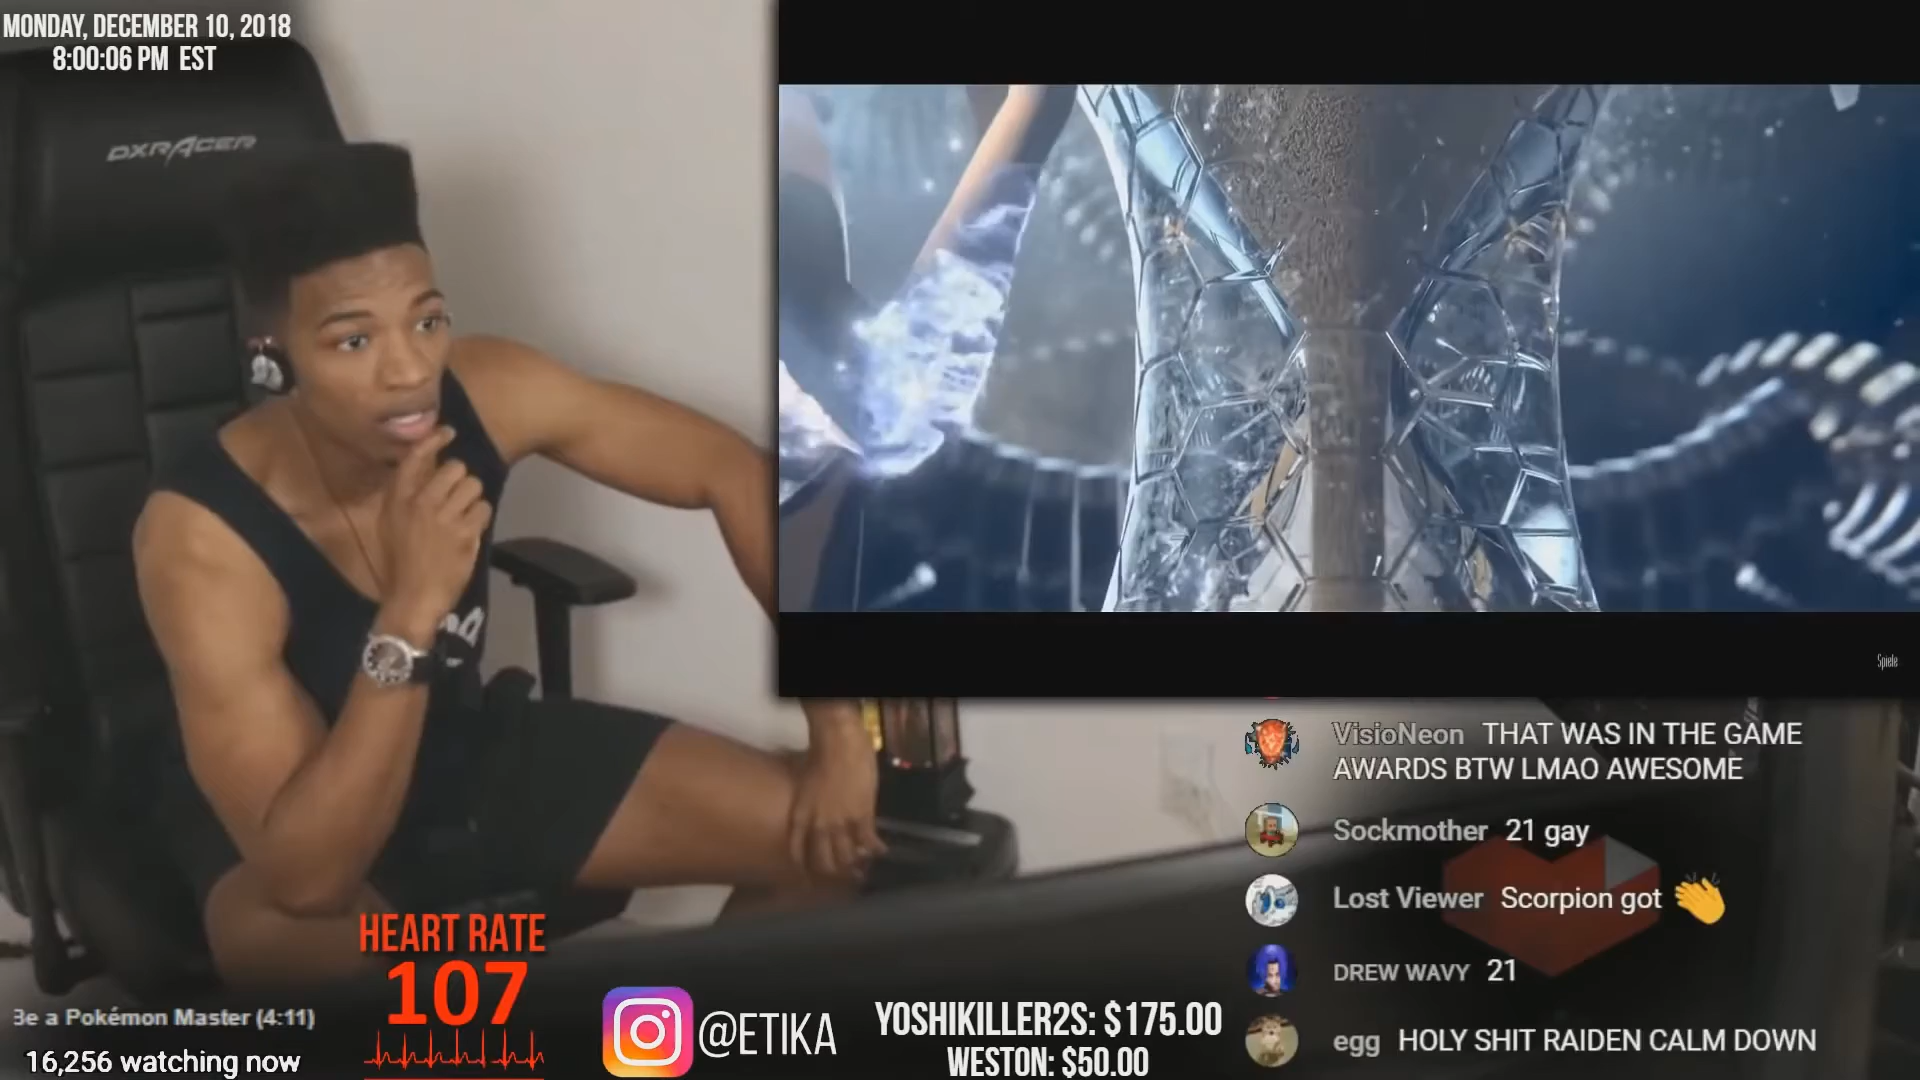 MONDAY, DECEMBER 10, 2018
8:00:06 PM EST
DXRACER
Spiele
VisioNeon THAT WAS IN THE GAME
AWARDS BTW LMAO AWESOME
Sockmother 21 gay
Lost Viewer Scorpion got 👏
DREW WAVY 21
egg HOLY SHIT RAIDEN CALM DOWN
HEART RATE
107
Be a Pokémon Master (4:11)
16,256 watching now
@ETIKA
YOSHIKILLER2S: $175.00
WESTON: $50.00